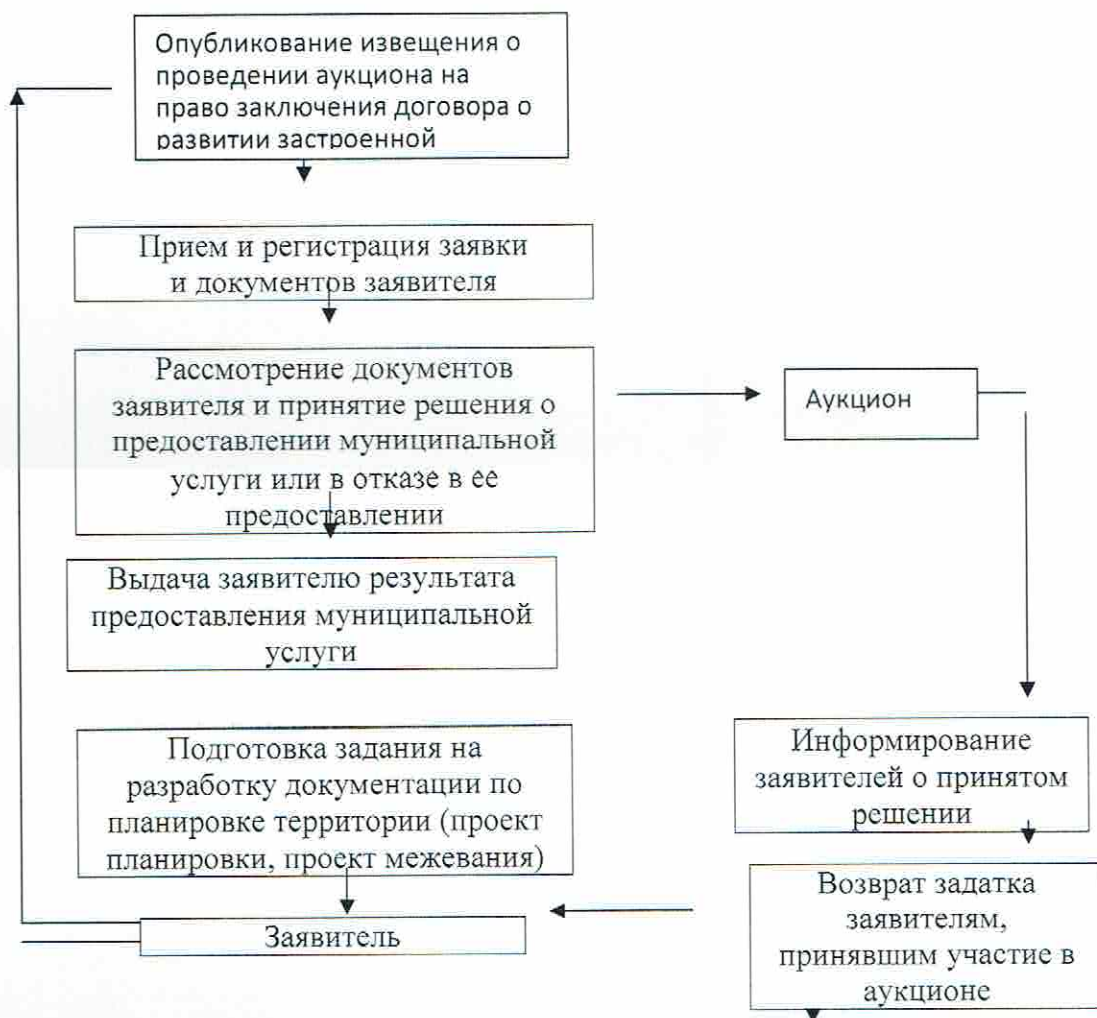 Опубликование извещения о
проведении аукциона на
право заключения договора о
развитии застроенной
Прием и регистрация заявки
и документов заявителя
Рассмотрение документов
заявителя и принятие решения о
предоставлении муниципальной
услуги или в отказе в ее
предоставлении
Аукцион
Выдача заявителю результата
предоставления муниципальной
услуги
Подготовка задания на
разработку документации по
планировке территории (проект
планировки, проект межевания)
Информирование
заявителей о принятом
решении
Заявитель
Возврат задатка
заявителям,
принявшим участие в
аукционе